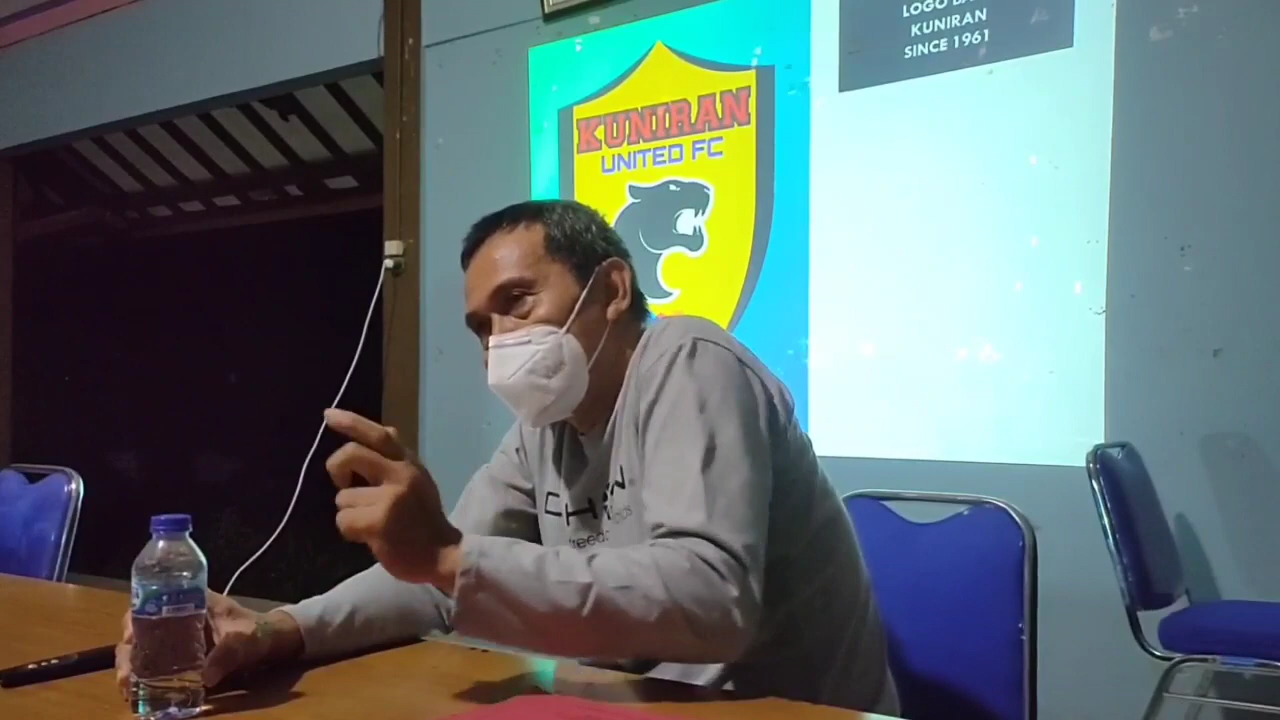 LOGO
KUNIRAN
SINCE 1961
KUNIRAN
UNITED FC